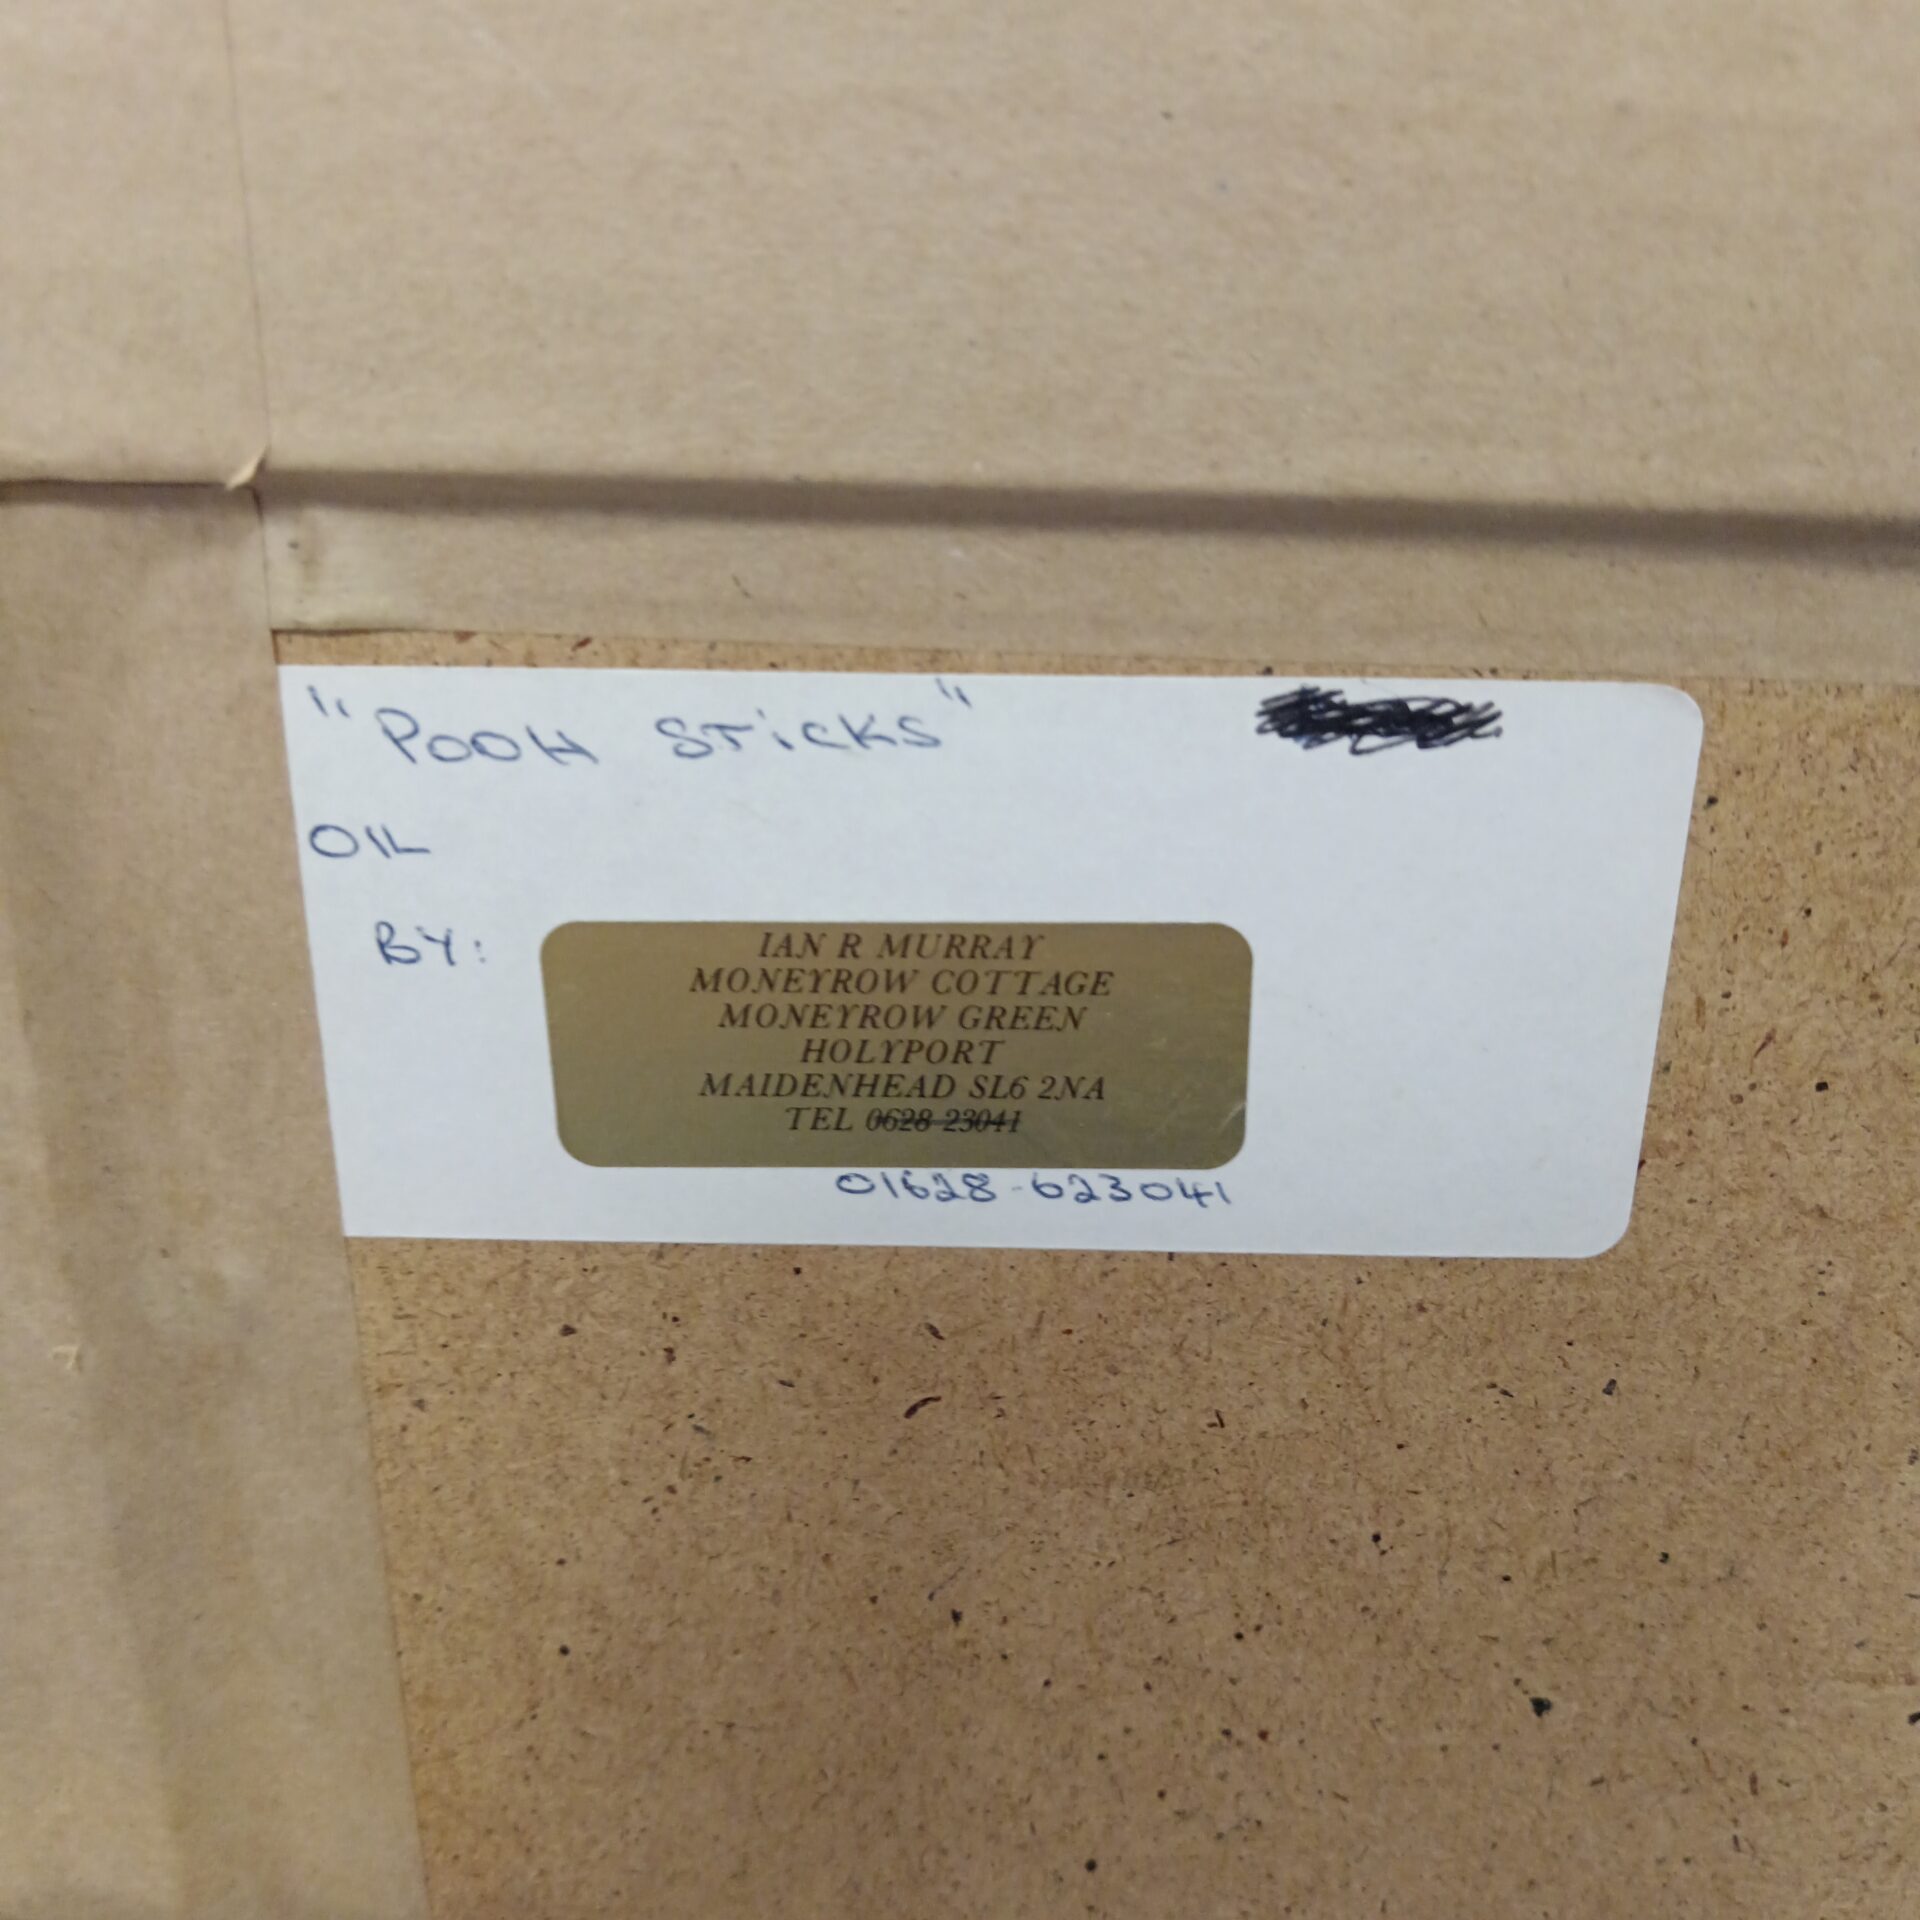 "POOH STICKS"
OIL
BY:
IAN R MURRAY
MONEYROW COTTAGE
MONEYROW GREEN
HOLYPORT
MAIDENHEAD SL6 2NA
TEL 0628 23041
01628-623041